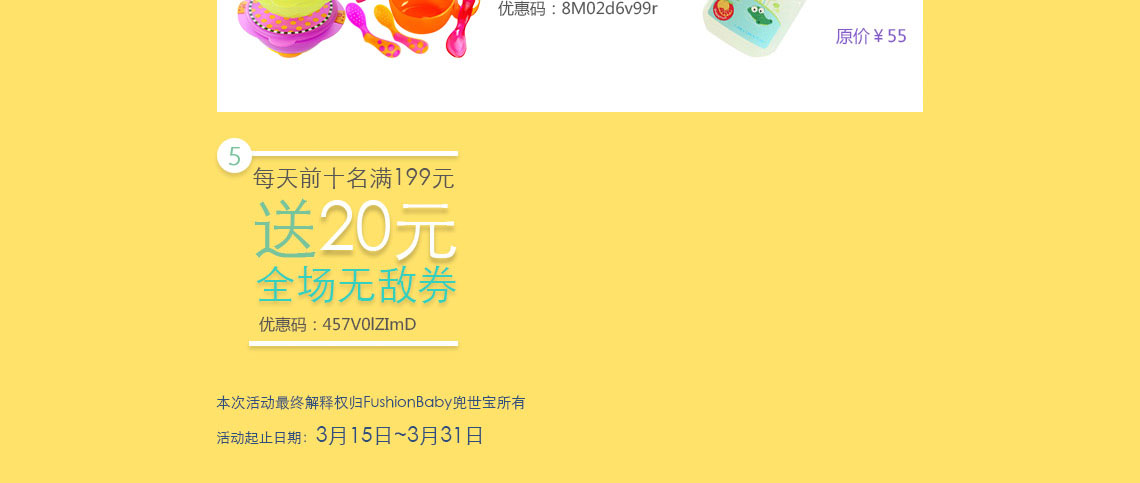 优惠码：8M02d6v99r
原价￥55
5
每天前十名满199元
送20元
全场无敌券
优惠码：457V0lZImD
本次活动最终解释权归FushionBaby兜世宝所有
活动起止日期：3月15日~3月31日